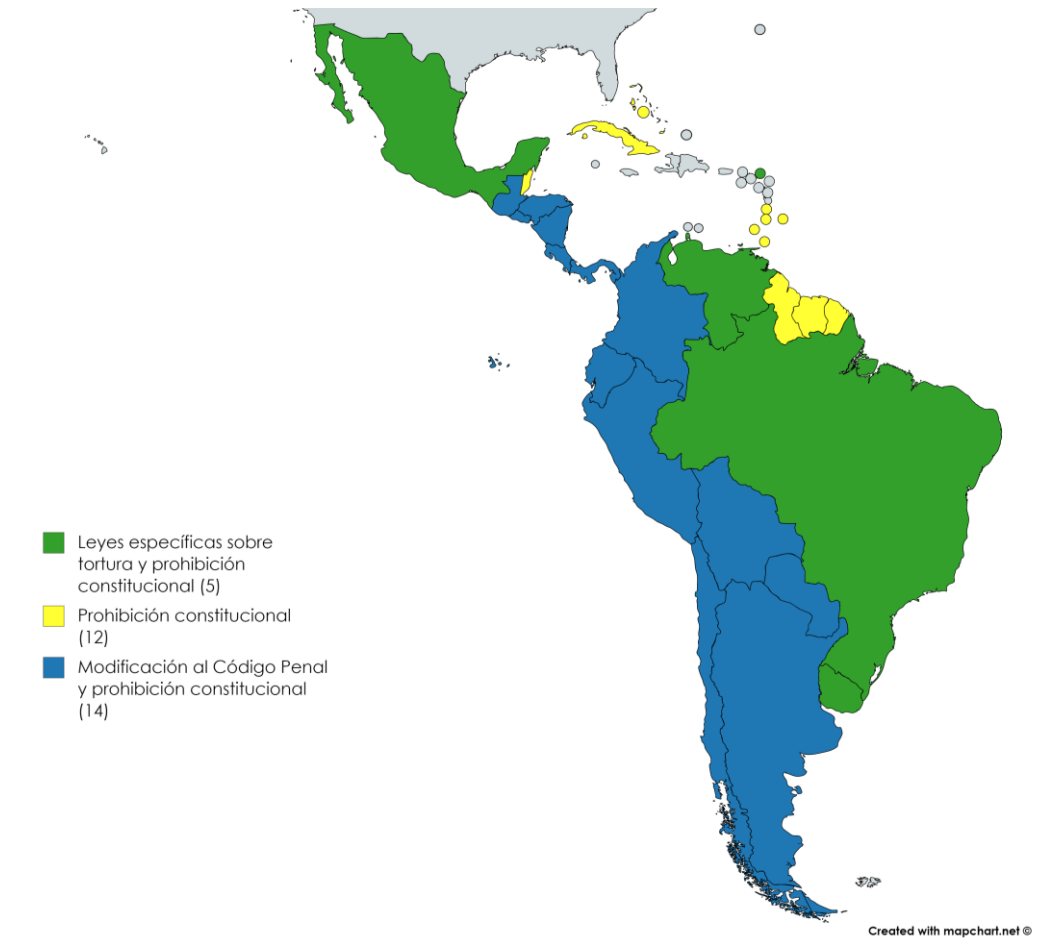 Leyes específicas sobre
tortura y prohibición
constitucional (5)
Prohibición constitucional
(12)
Modificación al Código Penal
y prohibición constitucional
(14)
Created with mapchart.net ©